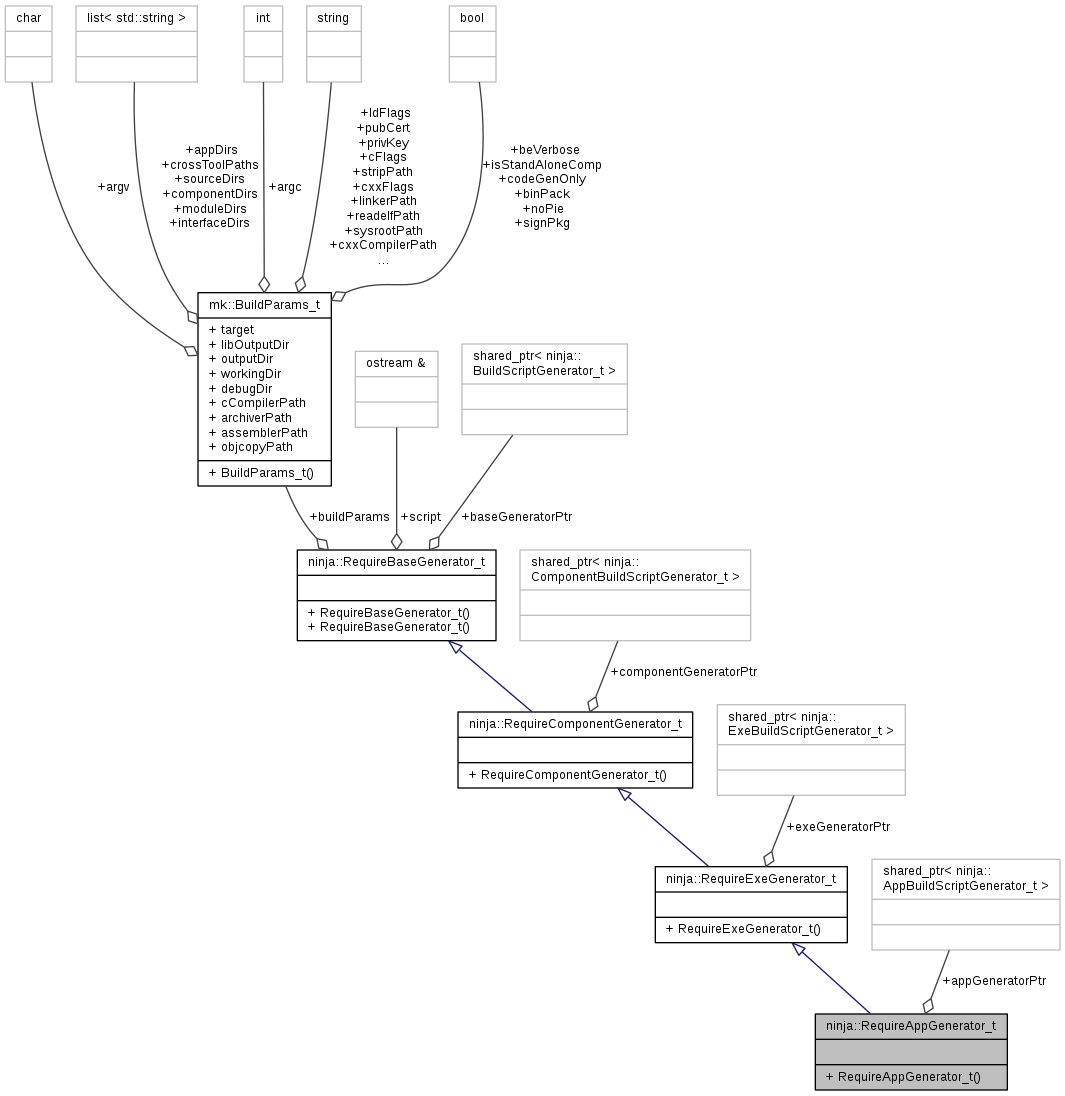 char
list< std::string >
int
string
bool
+argv
+appDirs
+crossToolPaths
+sourceDirs
+componentDirs
+moduleDirs
+interfaceDirs
+argc
+ldFlags
+pubCert
+privKey
+cFlags
+stripPath
+cxxFlags
+linkerPath
+readelfPath
+sysrootPath
+cxxCompilerPath
...
+beVerbose
+isStandAloneComp
+codeGenOnly
+binPack
+noPie
+signPkg
mk::BuildParams_t
+ target
+ libOutputDir
+ outputDir
+ workingDir
+ debugDir
+ cCompilerPath
+ archiverPath
+ assemblerPath
+ objcopyPath
+ BuildParams_t()
ostream &
shared_ptr< ninja::
BuildScriptGenerator_t >
+buildParams
+script
+baseGeneratorPtr
ninja::RequireBaseGenerator_t
+ RequireBaseGenerator_t()
+ RequireBaseGenerator_t()
shared_ptr< ninja::
ComponentBuildScriptGenerator_t >
+componentGeneratorPtr
ninja::RequireComponentGenerator_t
+ RequireComponentGenerator_t()
shared_ptr< ninja::
ExeBuildScriptGenerator_t >
+exeGeneratorPtr
ninja::RequireExeGenerator_t
+ RequireExeGenerator_t()
shared_ptr< ninja::
AppBuildScriptGenerator_t >
+appGeneratorPtr
ninja::RequireAppGenerator_t
+ RequireAppGenerator_t()